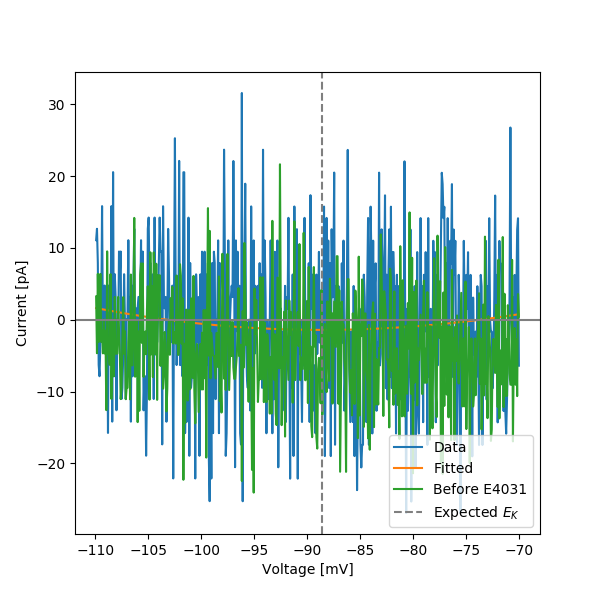 30
20
10
0
−10
−20
Current [pA]
Data
Fitted
Before E4031
Expected E_K
−110
−105
−100
−95
−90
−85
−80
−75
−70
Voltage [mV]